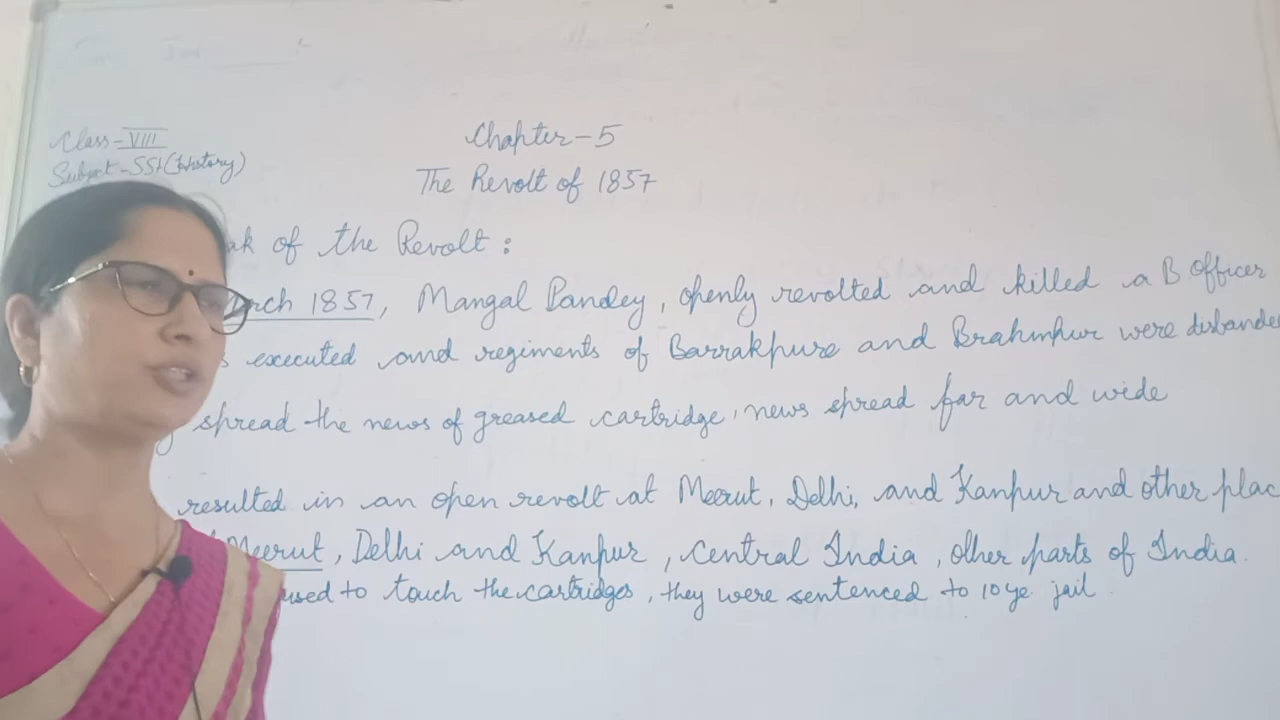 Class-VIII
Subject-SSt(History)
Chapter-5
The Revolt of 1857
ak of the Revolt :
rch 1857, Mangal Pandey, openly revolted and killed a B officer
s executed and regiments of Barrakpure and Brahmpur were disbande
spread the news of greased cartridge, news spread far and wide
resulted in an open revolt at Meerut, Delhi, and Kanpur and other plac
Meerut, Delhi and Kanpur, central India, other parts of India.
used to touch the cartridges, they were sentenced to 10 ye jail